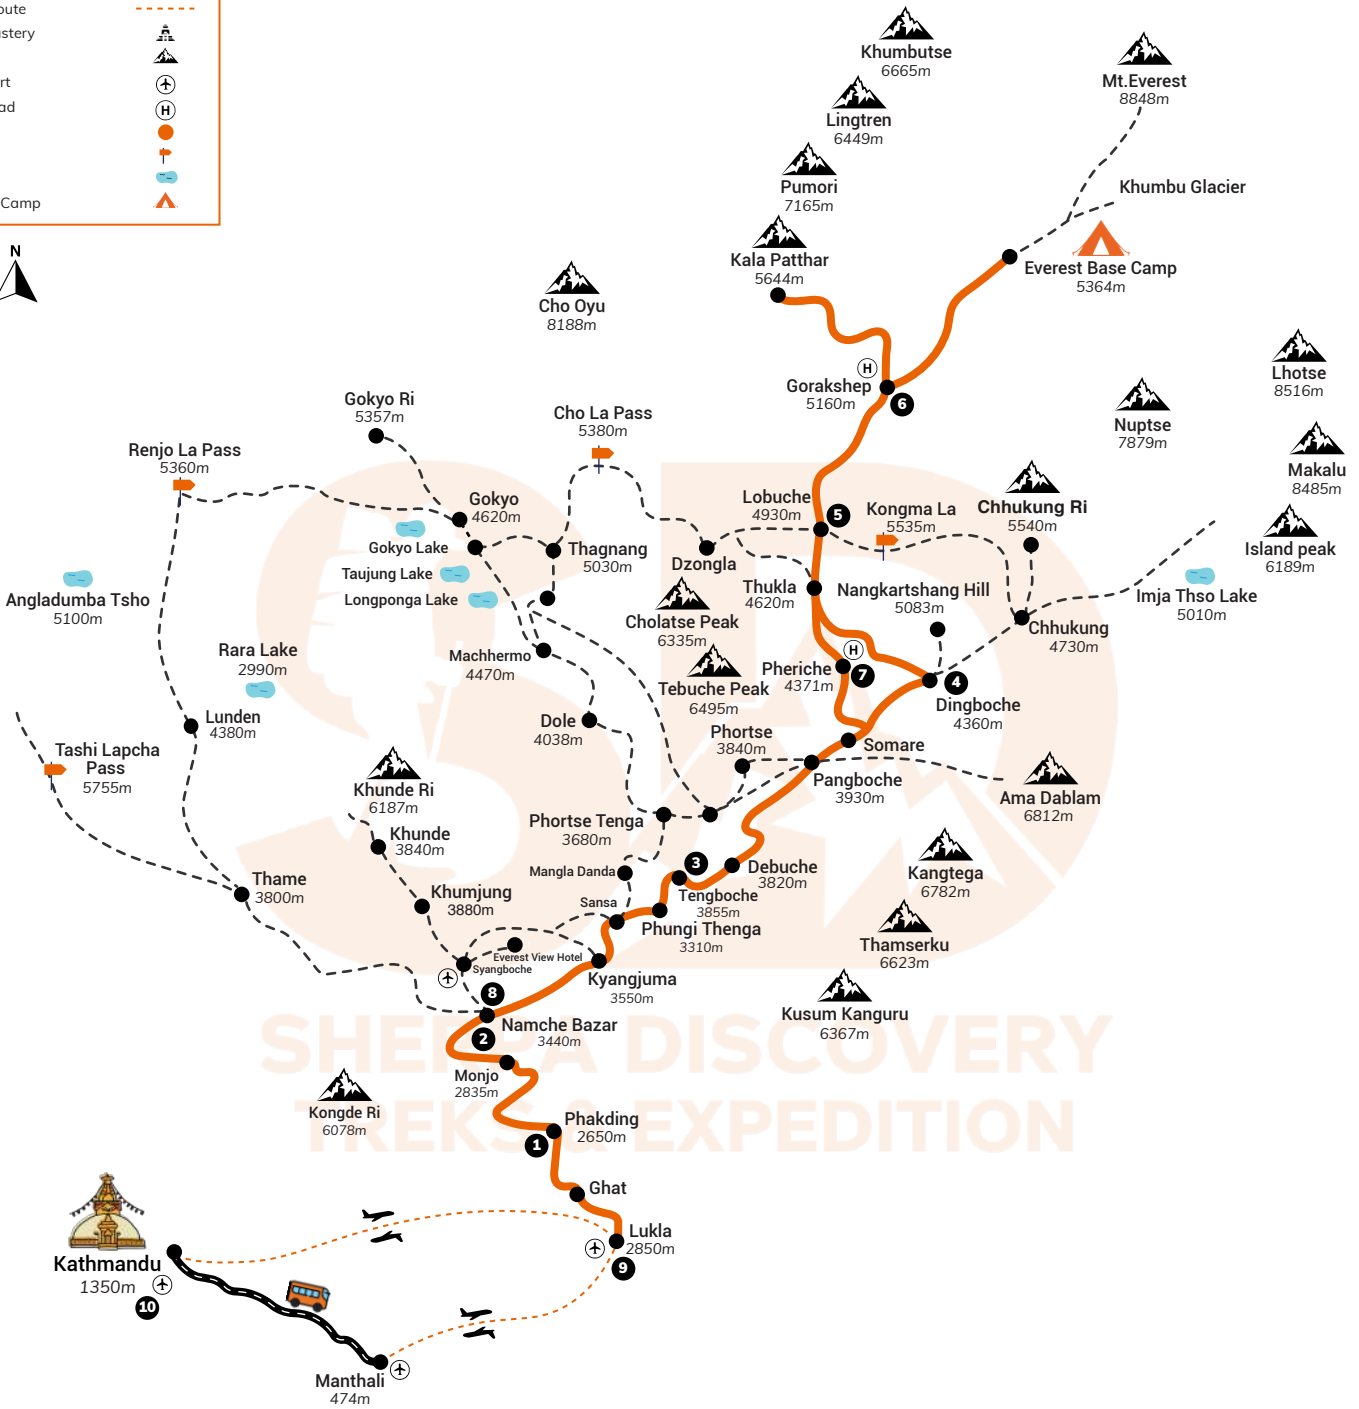 oute
astery
rt
ad
Camp
N
Khumbutse
6665m
Mt.Everest
8848m
Lingtren
6449m
Pumori
7165m
Khumbu Glacier
Kala Patthar
5644m
Everest Base Camp
5364m
Cho Oyu
8188m
Lhotse
8516m
H
Gorakshep
5160m
6
Gokyo Ri
5357m
Cho La Pass
5380m
Nuptse
7879m
Renjo La Pass
5360m
Makalu
8485m
Gokyo
4620m
Lobuche
4930m
5
Kongma La
5535m
Chhukung Ri
5540m
Gokyo Lake
Thagnang
5030m
Dzongla
Island peak
6189m
Taujung Lake
Longponga Lake
Thukla
4620m
Nangkartshang Hill
5083m
Imja Thso Lake
5010m
Angladumba Tsho
5100m
Cholatse Peak
6335m
Chhukung
4730m
Rara Lake
2990m
Machhermo
4470m
H
Pheriche
4371m
7
4
Tebuche Peak
6495m
Dingboche
4360m
Lunden
4380m
Dole
4038m
Phortse
3840m
Somare
Tashi Lapcha
Pass
5755m
Pangboche
3930m
Khunde Ri
6187m
Ama Dablam
6812m
Phortse Tenga
3680m
Khunde
3840m
3
Debuche
3820m
Mangla Danda
Kangtega
6782m
Thame
3800m
Khumjung
3880m
Tengboche
3855m
Sansa
Phungi Thenga
3310m
Everest View Hotel
Syangboche
Thamserku
6623m
Kyangjuma
3550m
8
Kusum Kanguru
6367m
2
Namche Bazar
3440m
SHERPA DISCOVERY
TREKS & EXPEDITION
Monjo
2835m
Kongde Ri
6078m
Phakding
2650m
1
Ghat
Lukla
2850m
9
Kathmandu
1350m
10
Manthali
474m